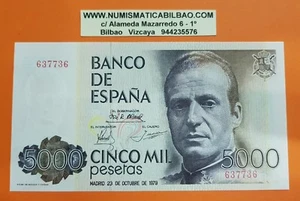 WWW.NUMISMATICABILBAO.COM
c/ Alameda Mazarredo 6 - 1º
Bilbao Vizcaya 944235576
637736
BANCO
DE
ESPAÑA
EL GOBERNADOR
EL INTERVENTOR
EL CAJERO
5000
CINCO MIL
pesetas
5000
637736
MADRID 23 DE OCTUBRE DE 1979